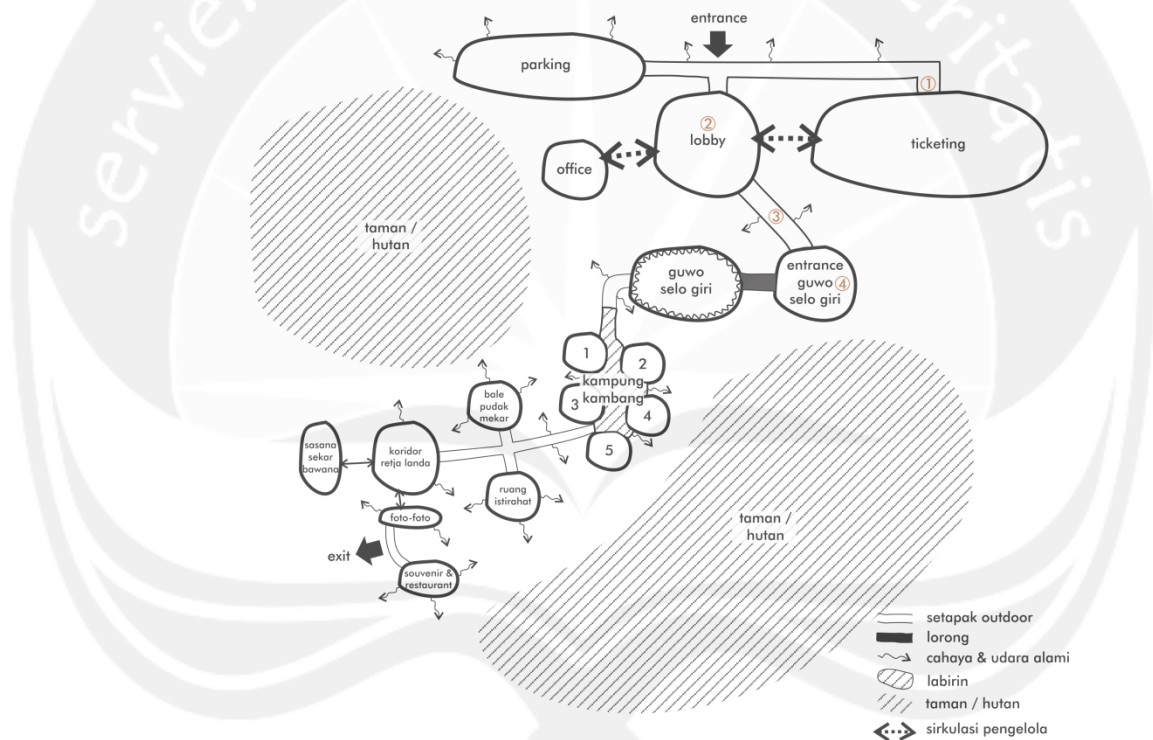 serviens
veritatis
entrance
parking
①
②
lobby
ticketing
office
③
taman /
hutan
guwo
selo giri
entrance
guwo ④
selo giri
1
2
kampung
kambang
3
4
5
bale
pudak
mekar
sasana
sekar
bawana
koridor
retja landa
ruang
istirahat
foto-foto
exit
souvenir &
restaurant
taman /
hutan
setapak outdoor
lorong
cahaya & udara alami
labirin
taman / hutan
sirkulasi pengelola